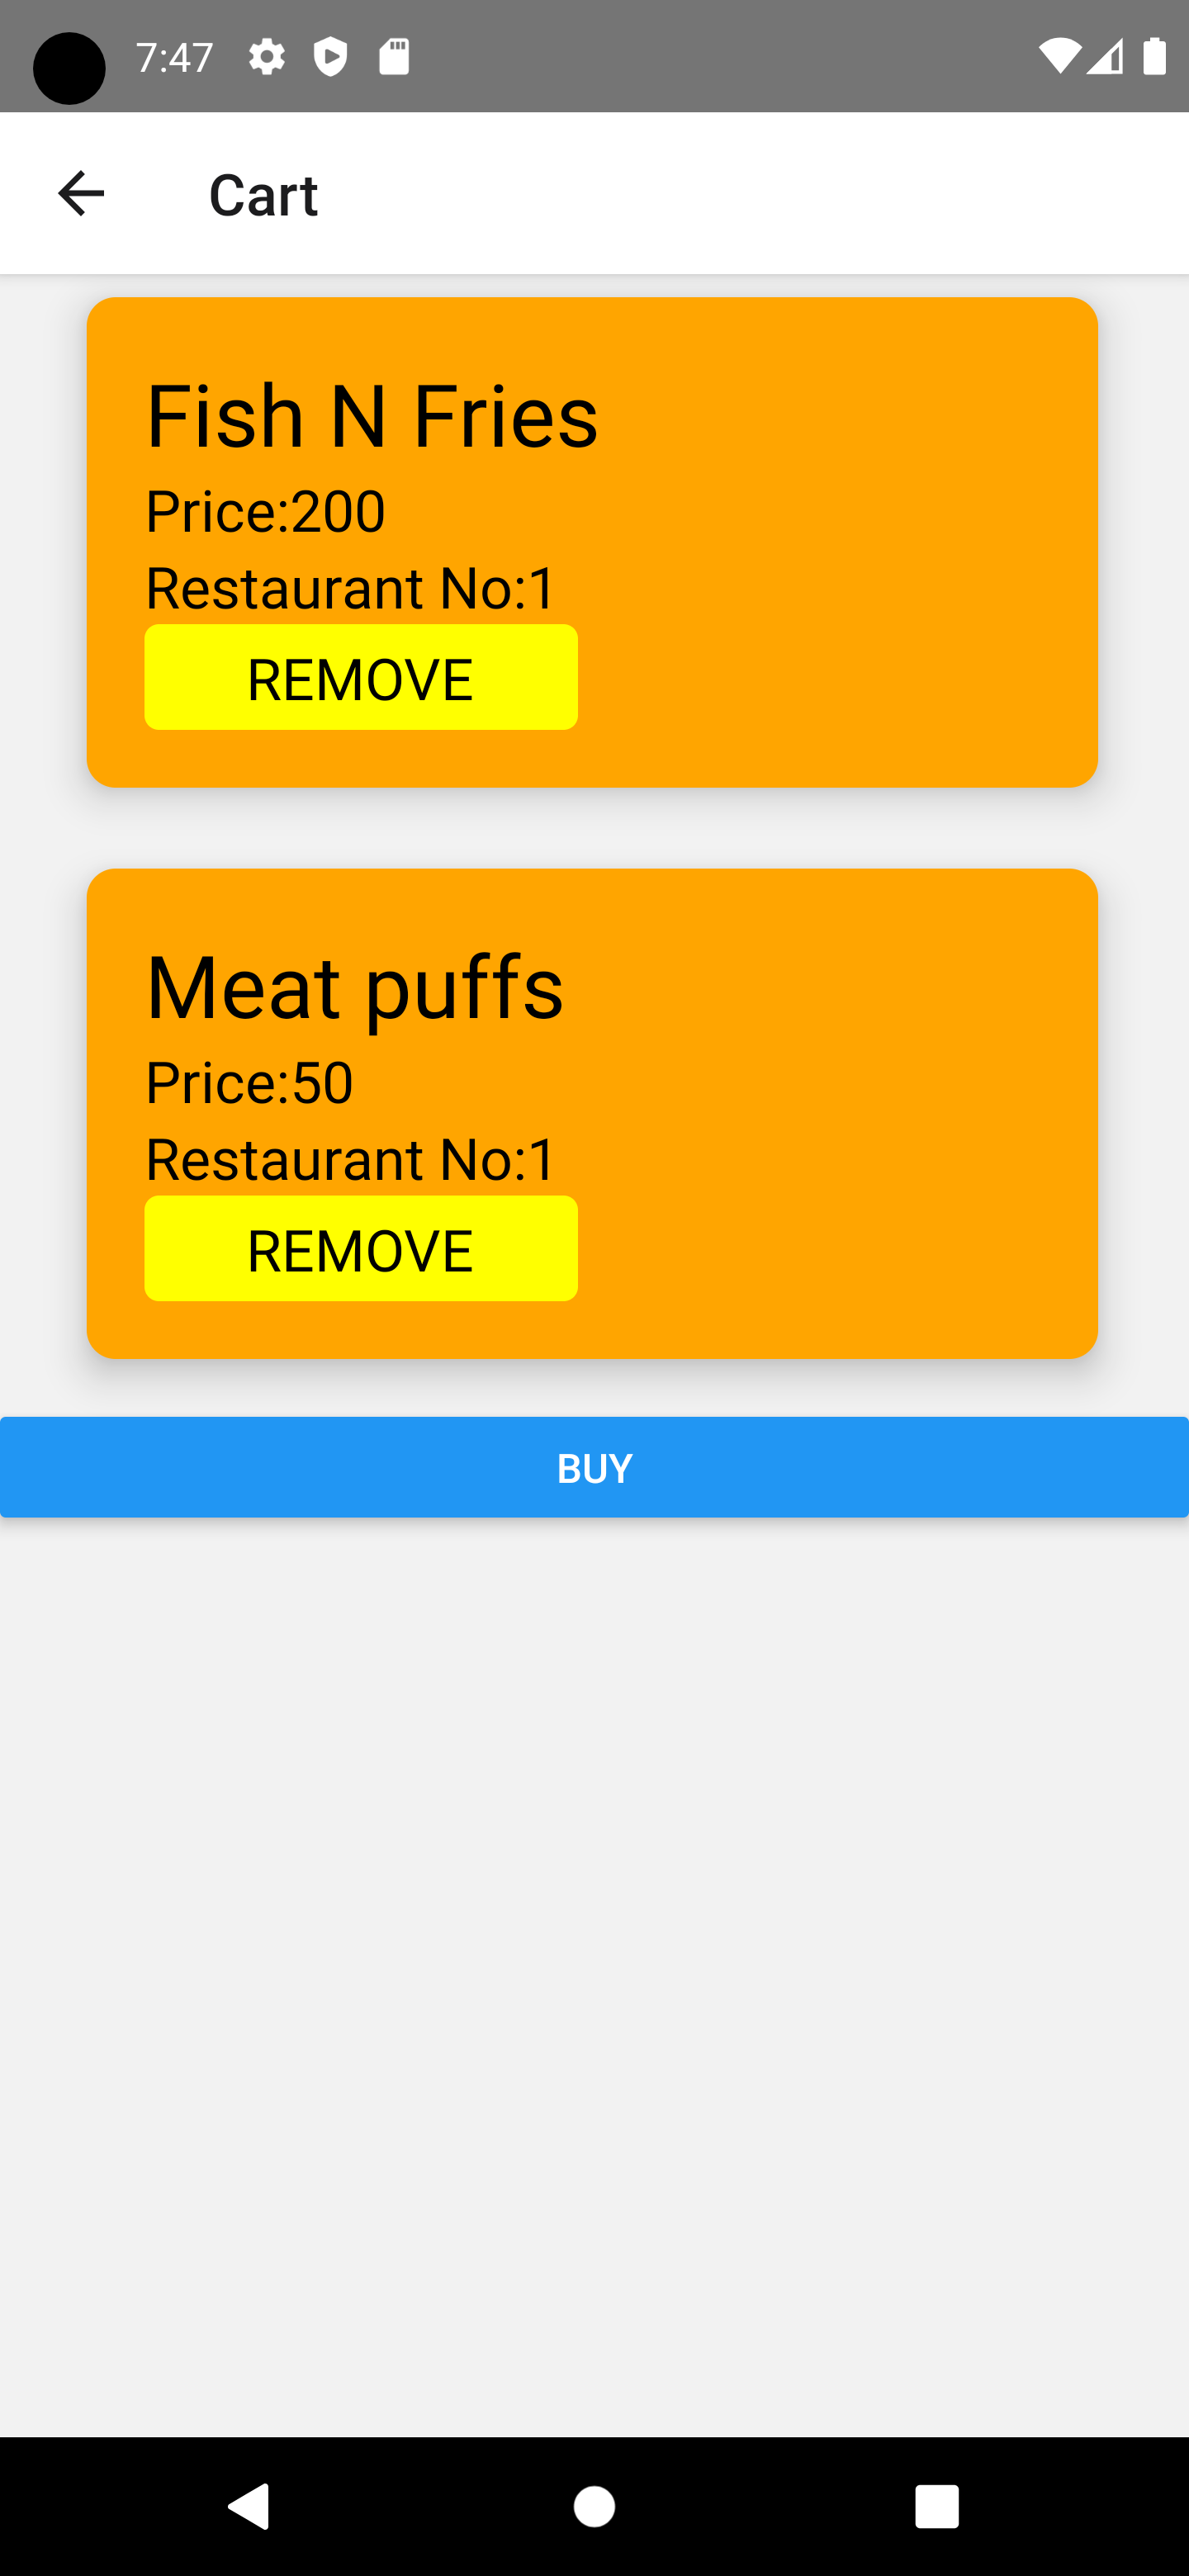 7:47
Cart
Fish N Fries
Price:200
Restaurant No:1
REMOVE
Meat puffs
Price:50
Restaurant No:1
REMOVE
BUY